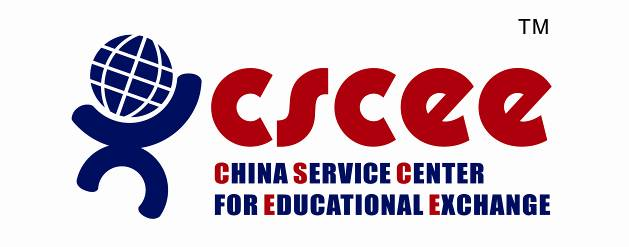 TM
cscee
CHINA SERVICE CENTER
FOR EDUCATIONAL EXCHANGE